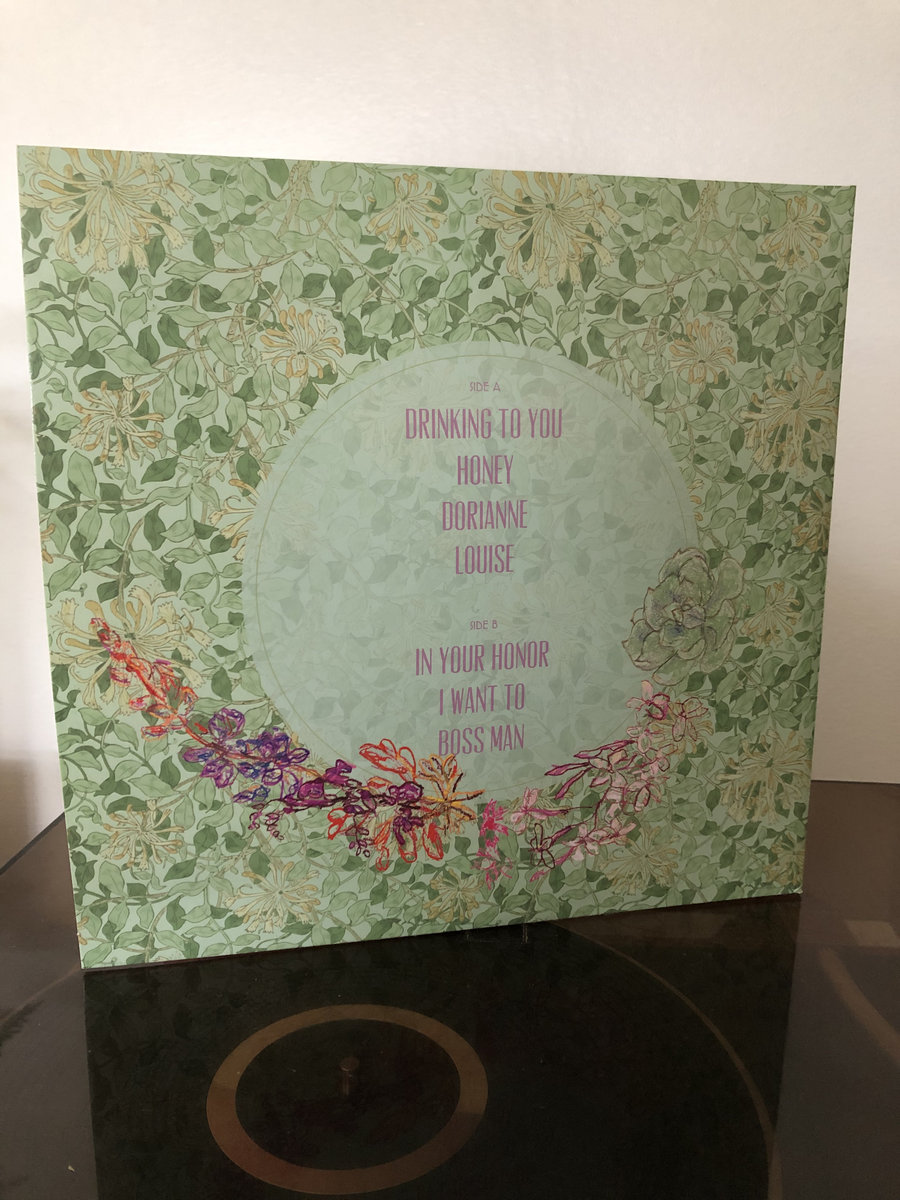 SIDE A
DRINKING TO YOU
HONEY
DORIANNE
LOUISE
SIDE B
IN YOUR HONOR
I WANT TO
BOSS MAN